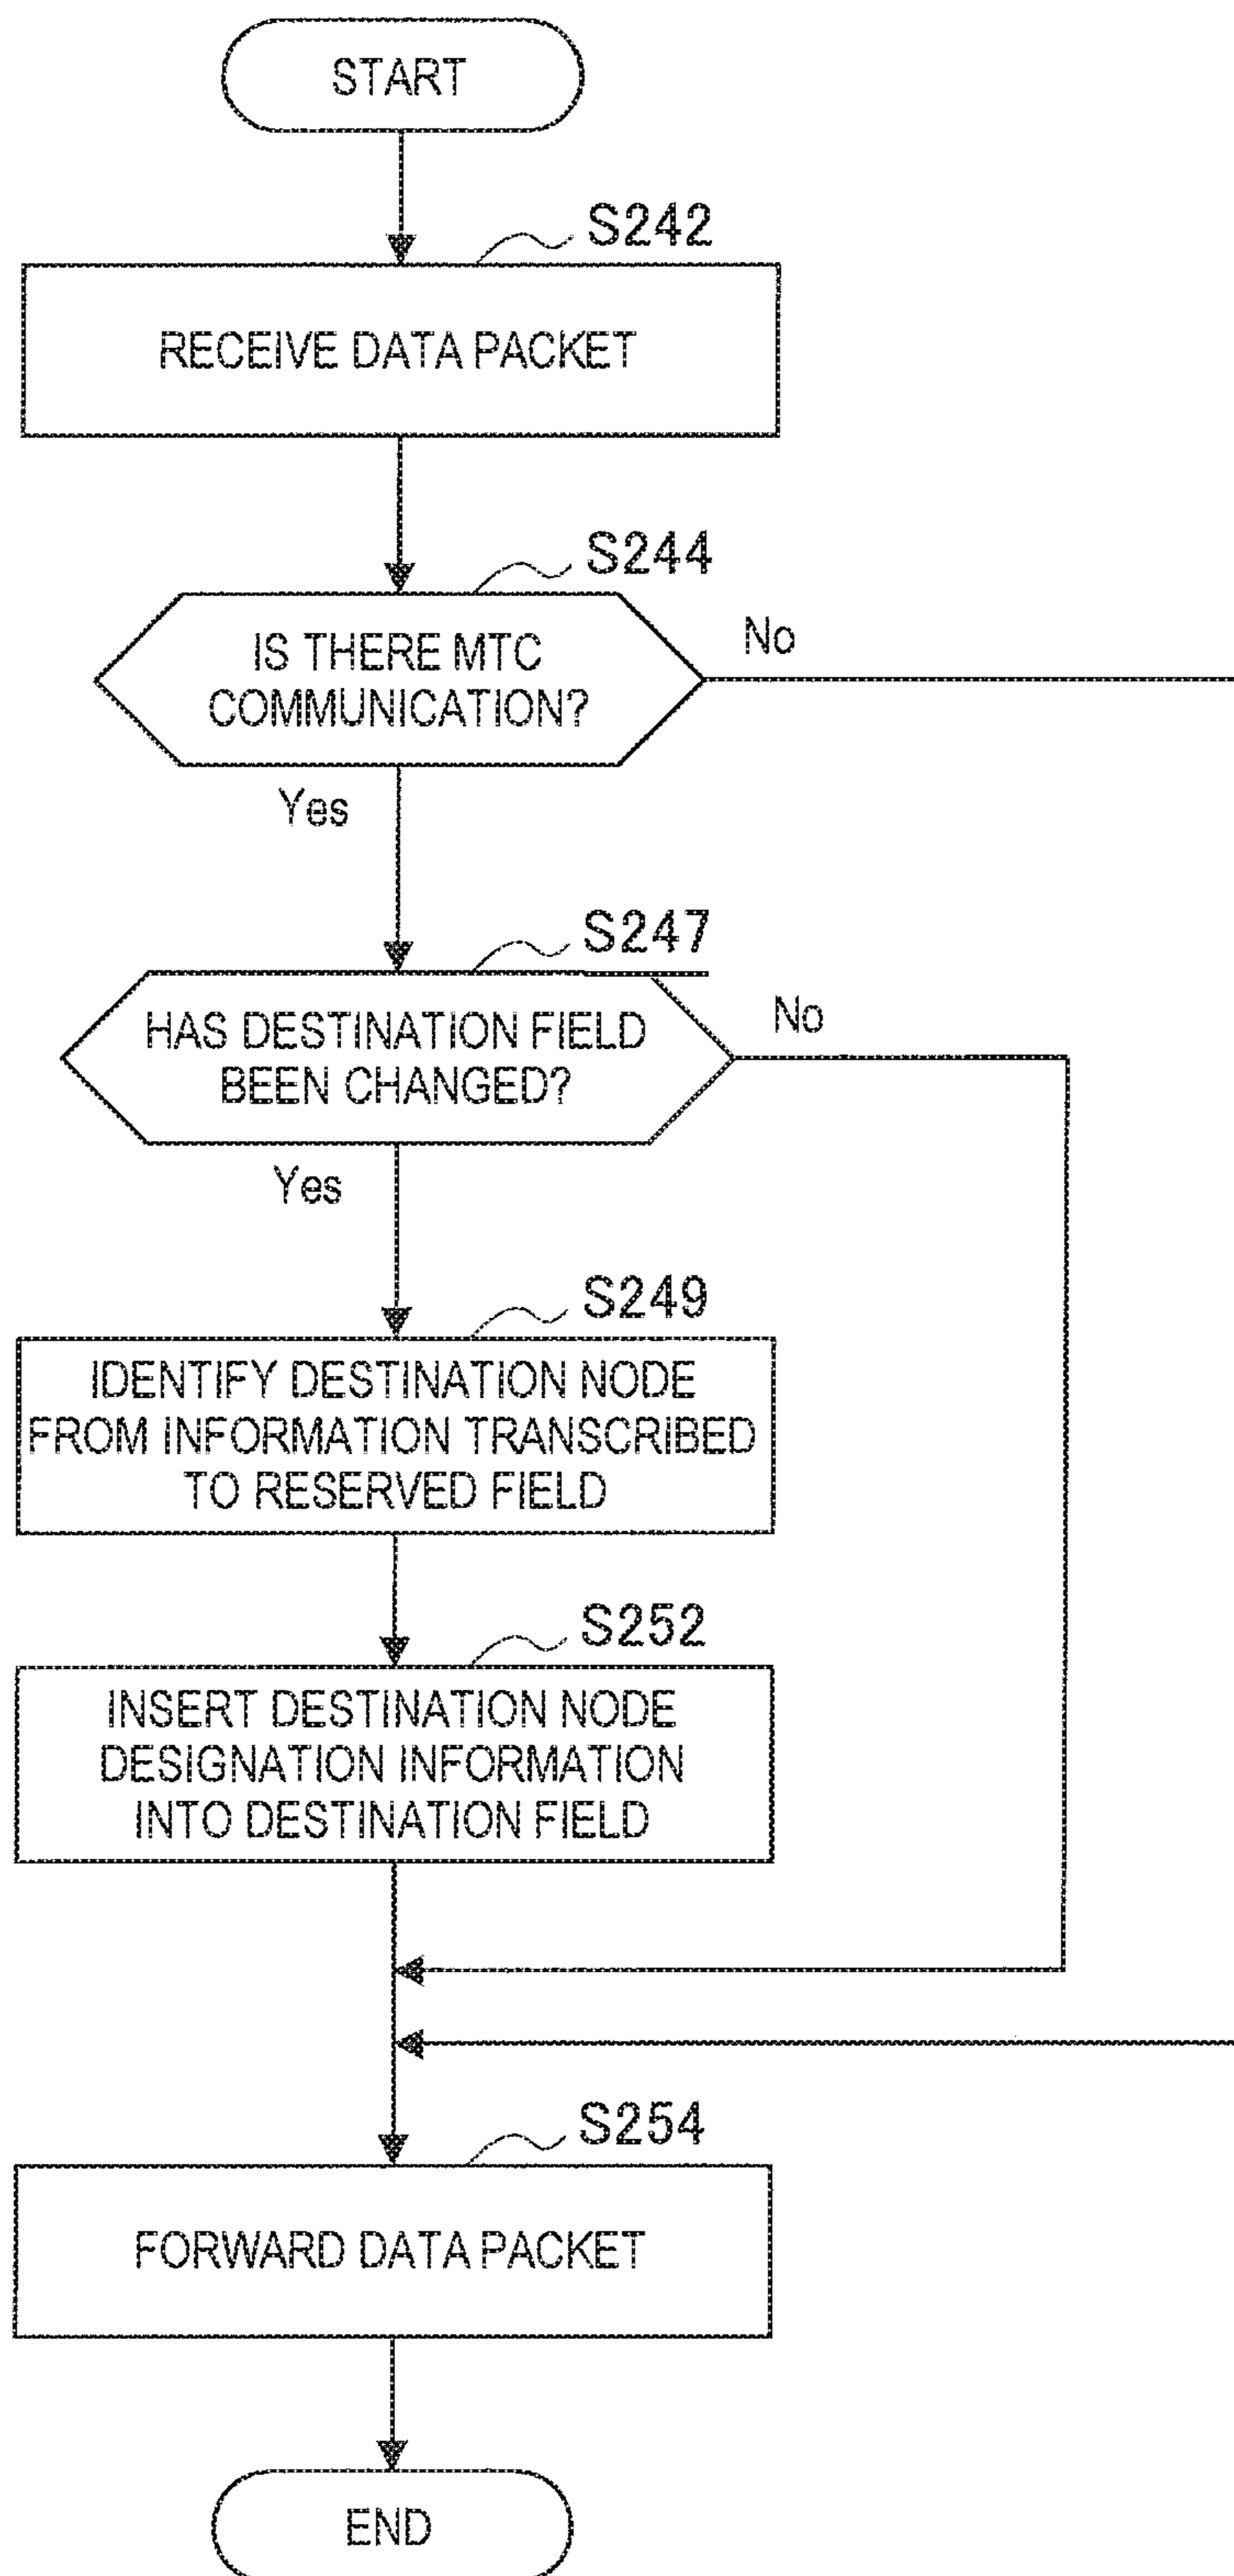 START
S242
RECEIVE DATA PACKET
S244
IS THERE MTC
COMMUNICATION?
No
Yes
S247
HAS DESTINATION FIELD
BEEN CHANGED?
No
Yes
S249
IDENTIFY DESTINATION NODE
FROM INFORMATION TRANSCRIBED
TO RESERVED FIELD
S252
INSERT DESTINATION NODE
DESIGNATION INFORMATION
INTO DESTINATION FIELD
S254
FORWARD DATA PACKET
END